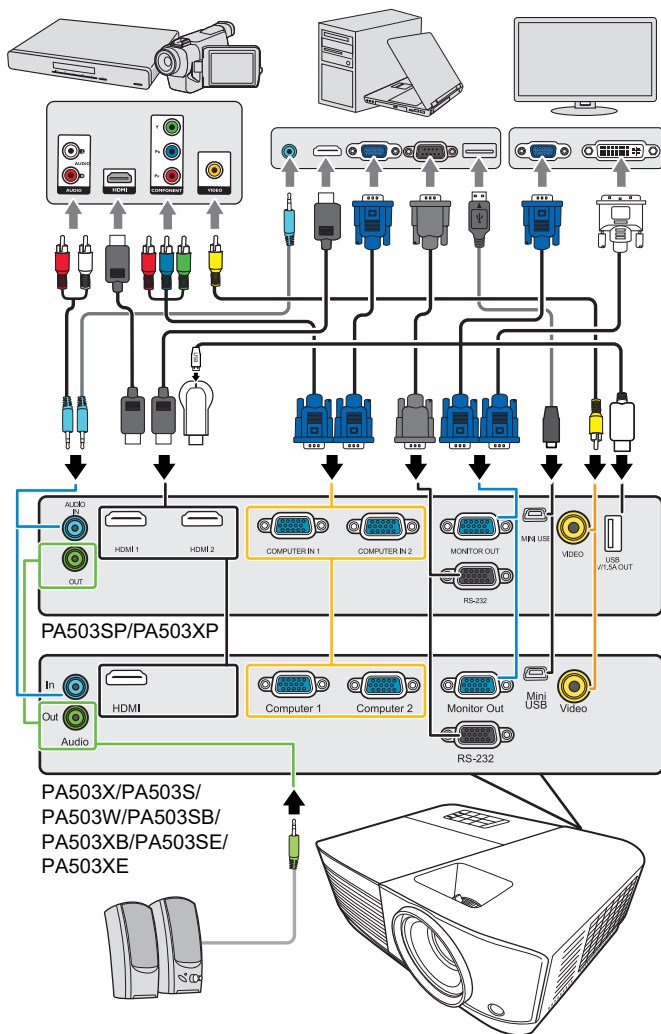 Y
PB
PR
L
AUDIO
R
AUDIO
HDMI
COMPONENT
VIDEO
USB
AUDIO
IN
OUT
HDMI 1
HDMI 2
COMPUTER IN 1
COMPUTER IN 2
MONITOR OUT
RS-232
MINI USB
VIDEO
USB
/1.5A OUT
PA503SP/PA503XP
In
Out
Audio
HDMI
Computer 1
Computer 2
Monitor Out
RS-232
Mini
USB
Video
PA503X/PA503S/
PA503W/PA503SB/
PA503XB/PA503SE/
PA503XE